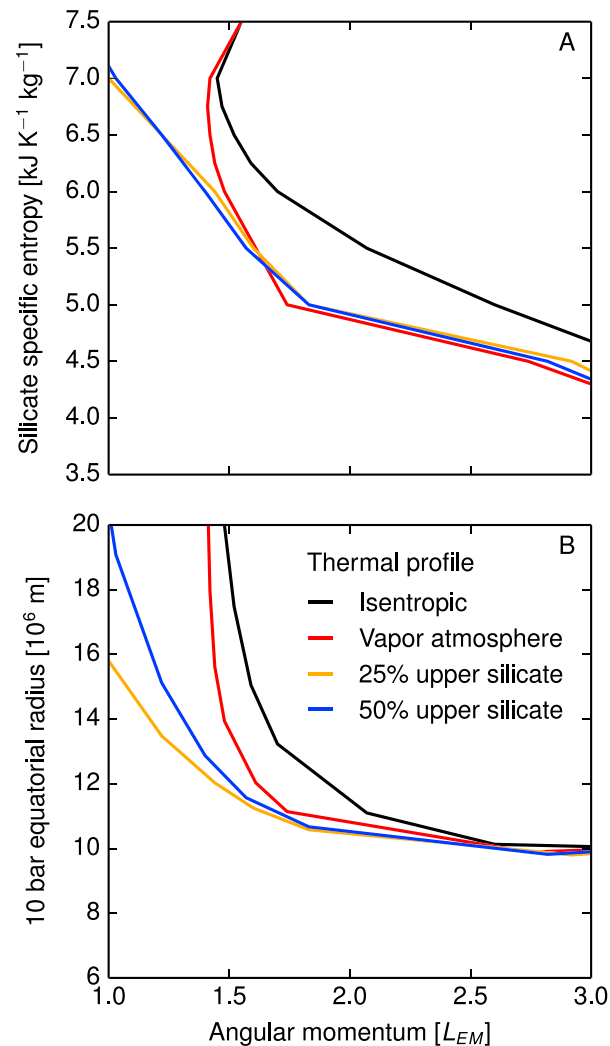 A
Silicate specific entropy [kJ K⁻¹ kg⁻¹]
7.5
7.0
6.5
6.0
5.5
5.0
4.5
4.0
3.5
B
10 bar equatorial radius [10⁶ m]
20
18
16
14
12
10
8
6
Thermal profile
Isentropic
Vapor atmosphere
25% upper silicate
50% upper silicate
1.0 1.5 2.0 2.5 3.0
Angular momentum [L_EM]